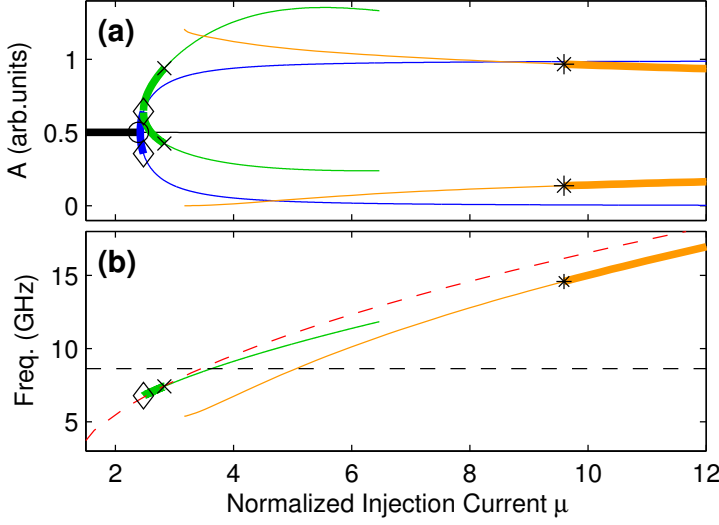 (a)
A (arb.units)
1
0.5
0
(b)
Freq. (GHz)
15
10
5
2 4 6 8 10 12
Normalized Injection Current μ